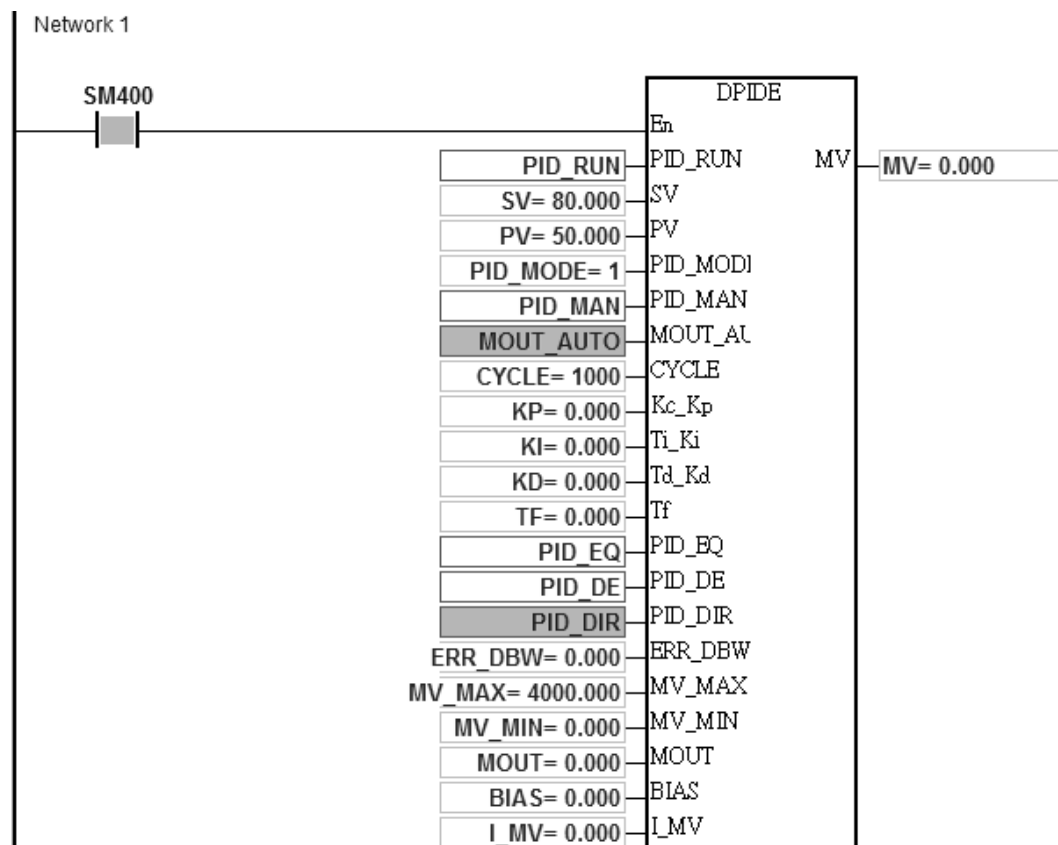 Network 1
SM400
DPIDE
En
PID_RUN PID_RUN MV MV= 0.000
SV= 80.000 SV
PV= 50.000 PV
PID_MODE= 1 PID_MODI
PID_MAN PID_MAN
MOUT_AUTO MOUT_AU
CYCLE= 1000 CYCLE
KP= 0.000 Kc_Kp
KI= 0.000 Ti_Ki
KD= 0.000 Td_Kd
TF= 0.000 Tf
PID_EQ PID_EQ
PID_DE PID_DE
PID_DIR PID_DIR
ERR_DBW= 0.000 ERR_DBW
MV_MAX= 4000.000 MV_MAX
MV_MIN= 0.000 MV_MIN
MOUT= 0.000 MOUT
BIAS= 0.000 BIAS
I_MV= 0.000 I_MV